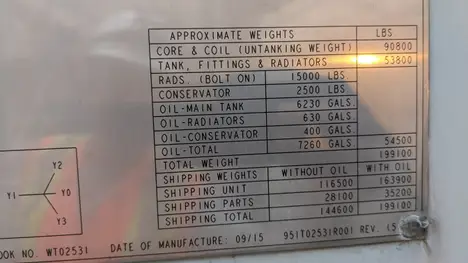 APPROXIMATE WEIGHTS LBS
CORE & COIL (UNTANKING WEIGHT) 90800
TANK, FITTINGS & RADIATORS 53800
RADS. (BOLT ON) 15000 LBS
CONSERVATOR 2500 LBS
OIL-MAIN TANK 6230 GALS
OIL-RADIATORS 630 GALS
OIL-CONSERVATOR 400 GALS
OIL-TOTAL 7260 GALS 54500
TOTAL WEIGHT 199100
SHIPPING WEIGHTS WITHOUT OIL WITH OIL
SHIPPING UNIT 116500 163900
SHIPPING PARTS 28100 35200
SHIPPING TOTAL 144600 199100
Y2
Y1 Y0
Y3
OOK NO. WT02531 DATE OF MANUFACTURE: 09/15 951T02531R001 REV.